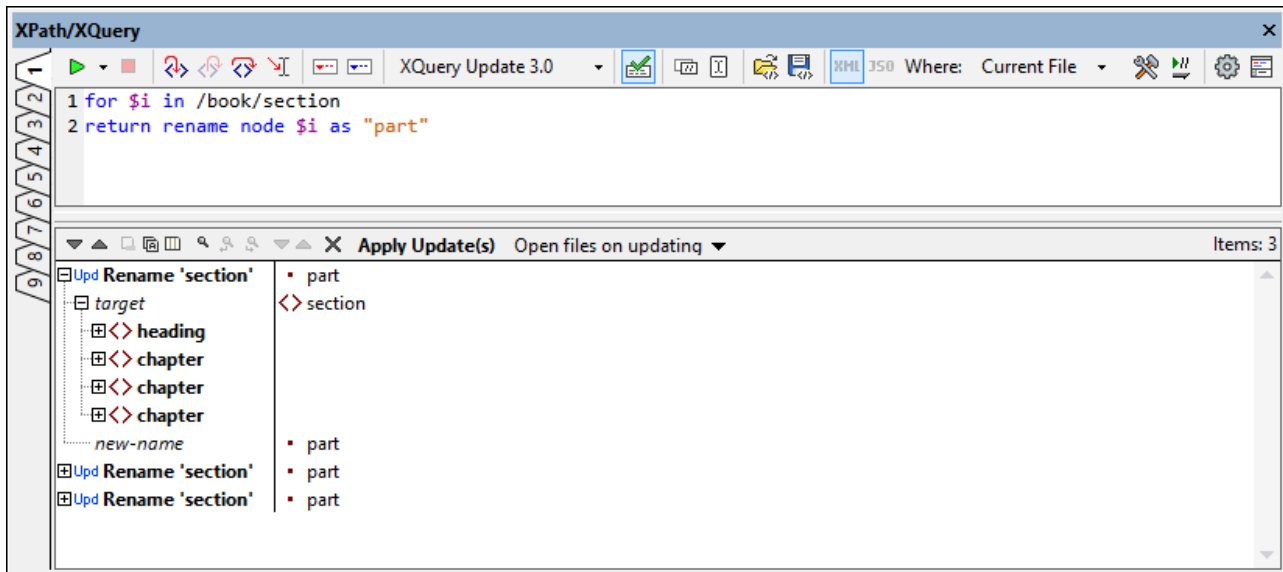 XPath/XQuery
XQuery Update 3.0 XML JSO Where: Current File
1 for $i in /book/section
2 return rename node $i as "part"
1
2
3
4
5
6
7
8
9
Apply Update(s) Open files on updating Items: 3
Upd Rename 'section' part
target <> section
<> heading
<> chapter
<> chapter
<> chapter
new-name part
Upd Rename 'section' part
Upd Rename 'section' part